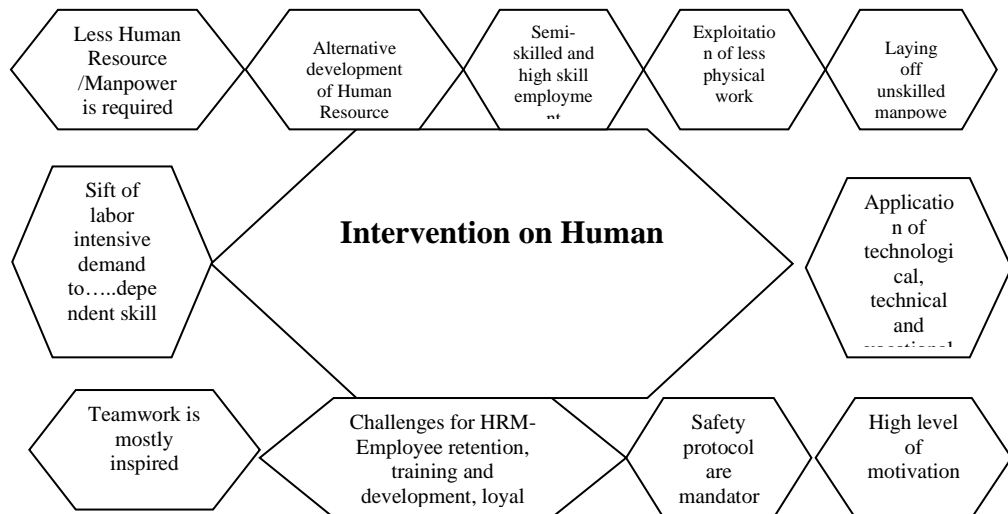 Less Human
Resource
/Manpower
is required
Alternative
development
of Human
Resource
Semi-
skilled and
high skill
employme
nt
Exploitatio
n of less
physical
work
Laying
off
unskilled
manpowe
Sift of
labor
intensive
demand
to…..depe
ndent skill
Intervention on Human
Applicatio
n of
technologi
cal,
technical
and
vocational
Teamwork is
mostly
inspired
Challenges for HRM-
Employee retention,
training and
development, loyal
Safety
protocol
are
mandator
High level
of
motivation